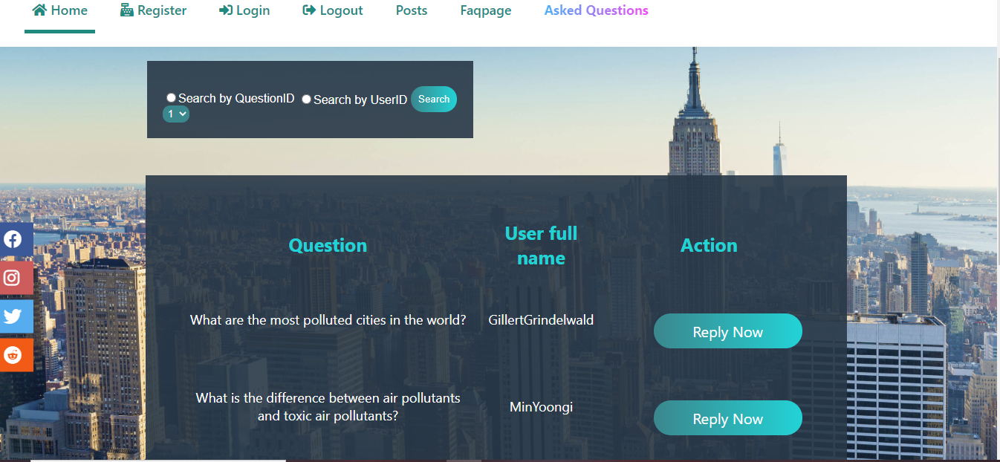 Home Register Login Logout Posts Faqpage Asked Questions
Search by QuestionID Search by UserID Search
1
Question User full name Action
What are the most polluted cities in the world? GillertGrindelwald Reply Now
What is the difference between air pollutants
and toxic air pollutants?
MinYoongi
Reply Now